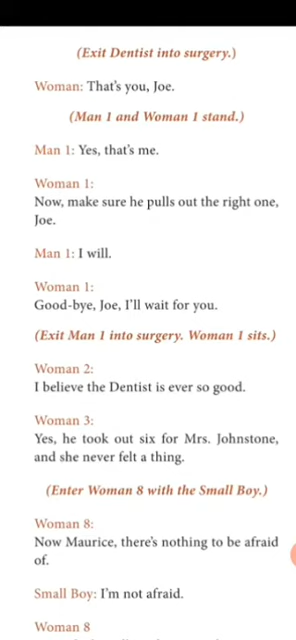 (Exit Dentist into surgery.)
Woman: That's you, Joe.
(Man 1 and Woman 1 stand.)
Man 1: Yes, that's me.
Woman 1:
Now, make sure he pulls out the right one,
Joe.
Man 1: I will.
Woman 1:
Good-bye, Joe, I'll wait for you.
(Exit Man 1 into surgery. Woman 1 sits.)
Woman 2:
I believe the Dentist is ever so good.
Woman 3:
Yes, he took out six for Mrs. Johnstone,
and she never felt a thing.
(Enter Woman 8 with the Small Boy.)
Woman 8:
Now Maurice, there's nothing to be afraid
of.
Small Boy: I'm not afraid.
Woman 8